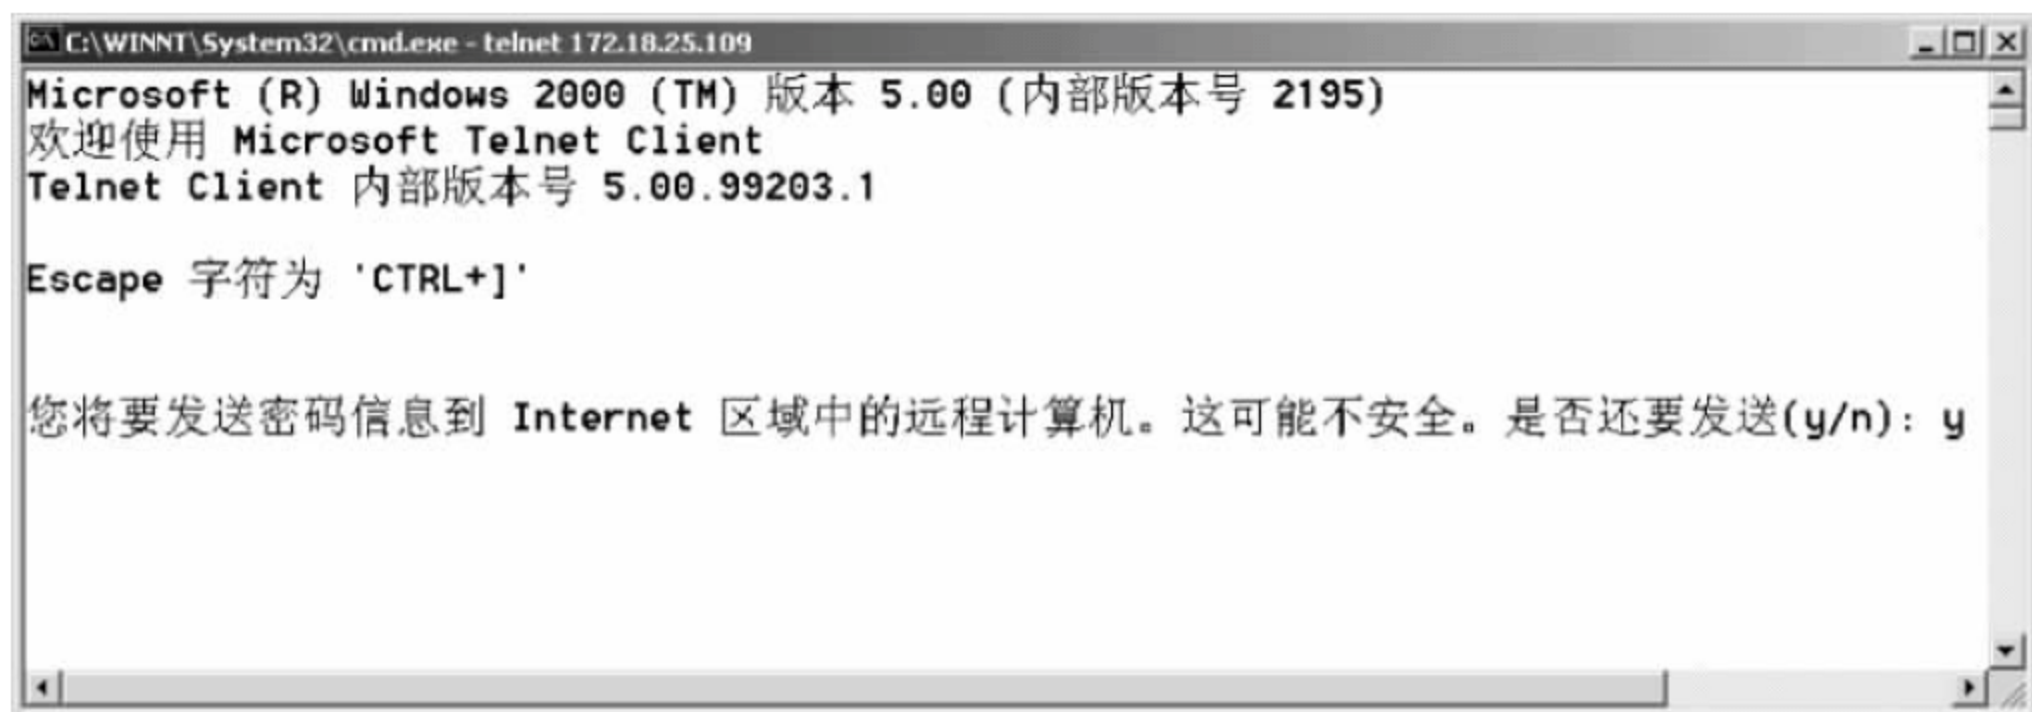 C:\WINNT\System32\cmd.exe - telnet 172.18.25.109
Microsoft (R) Windows 2000 (TM) 版本 5.00 (内部版本号 2195)
欢迎使用 Microsoft Telnet Client
Telnet Client 内部版本号 5.00.99203.1
Escape 字符为 'CTRL+]'
您将要发送密码信息到 Internet 区域中的远程计算机。这可能不安全。是否还要发送(y/n): y